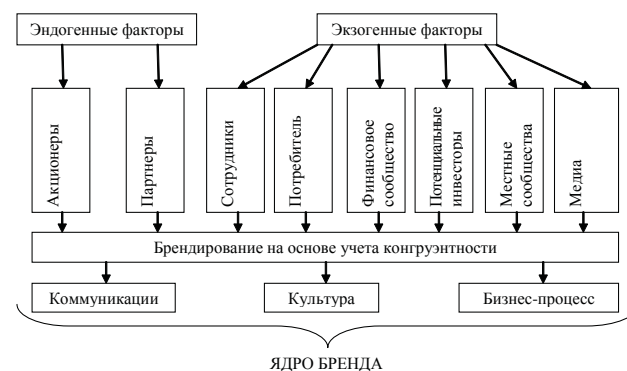 Эндогенные факторы
Экзогенные факторы
Акционеры
Партнеры
Сотрудники
Потребитель
Финансовое
сообщество
Потенциальные
инвесторы
Местные
сообщества
Медиа
Брендирование на основе учета конгруэнтности
Коммуникации
Культура
Бизнес-процесс
ЯДРО БРЕНДА